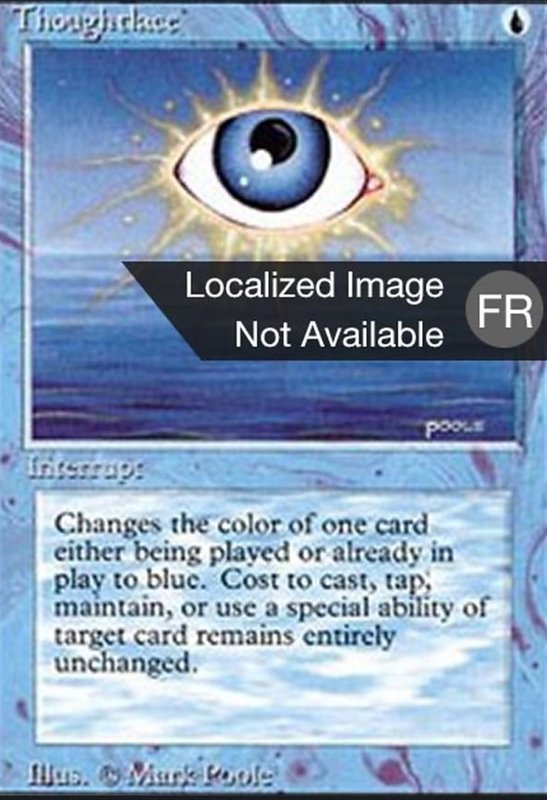 Thoughtlace
Localized Image
Not Available
FR
POOLE
Interrupt
Changes the color of one card
either being played or already in
play to blue. Cost to cast, tap,
maintain, or use a special ability of
target card remains entirely
unchanged.
Illus. © Mark Poole